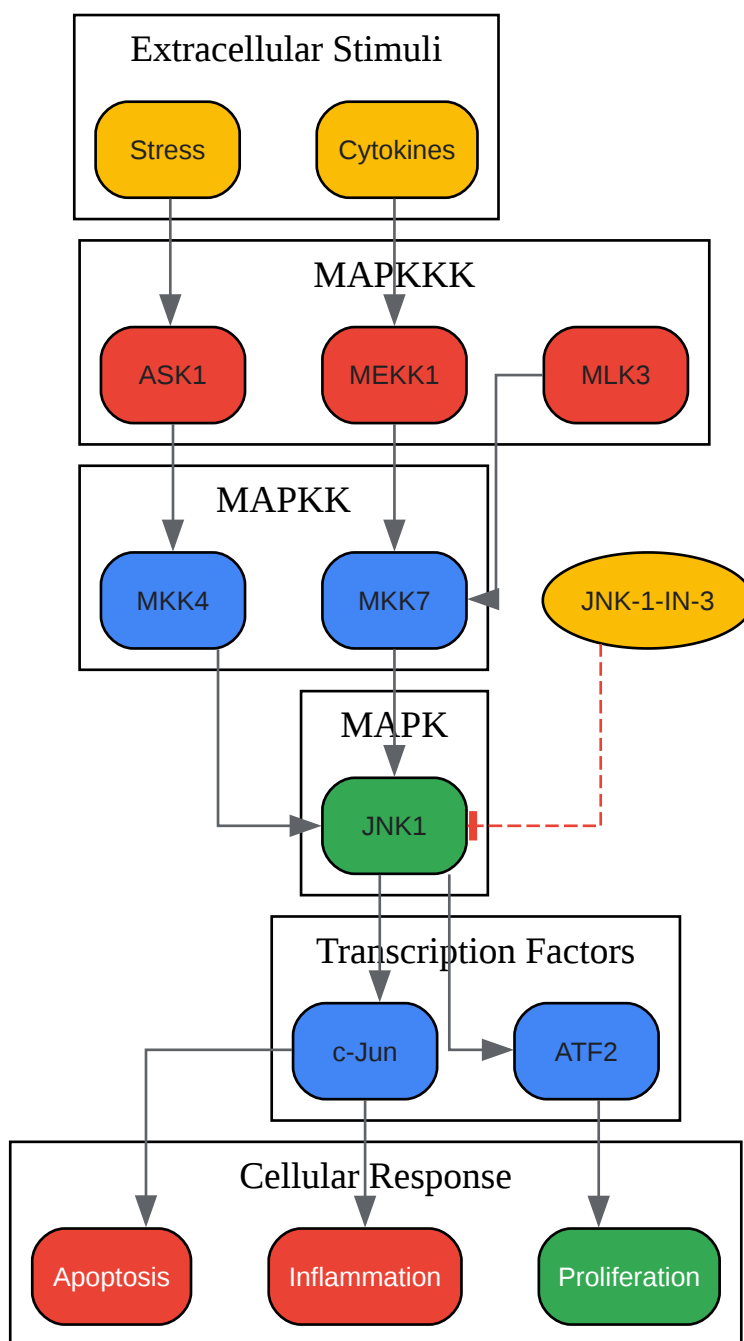 Extracellular Stimuli
Stress
Cytokines
MAPKKK
ASK1
MEKK1
MLK3
MAPKK
MKK4
MKK7
JNK-1-IN-3
MAPK
JNK1
Transcription Factors
c-Jun
ATF2
Cellular Response
Apoptosis
Inflammation
Proliferation